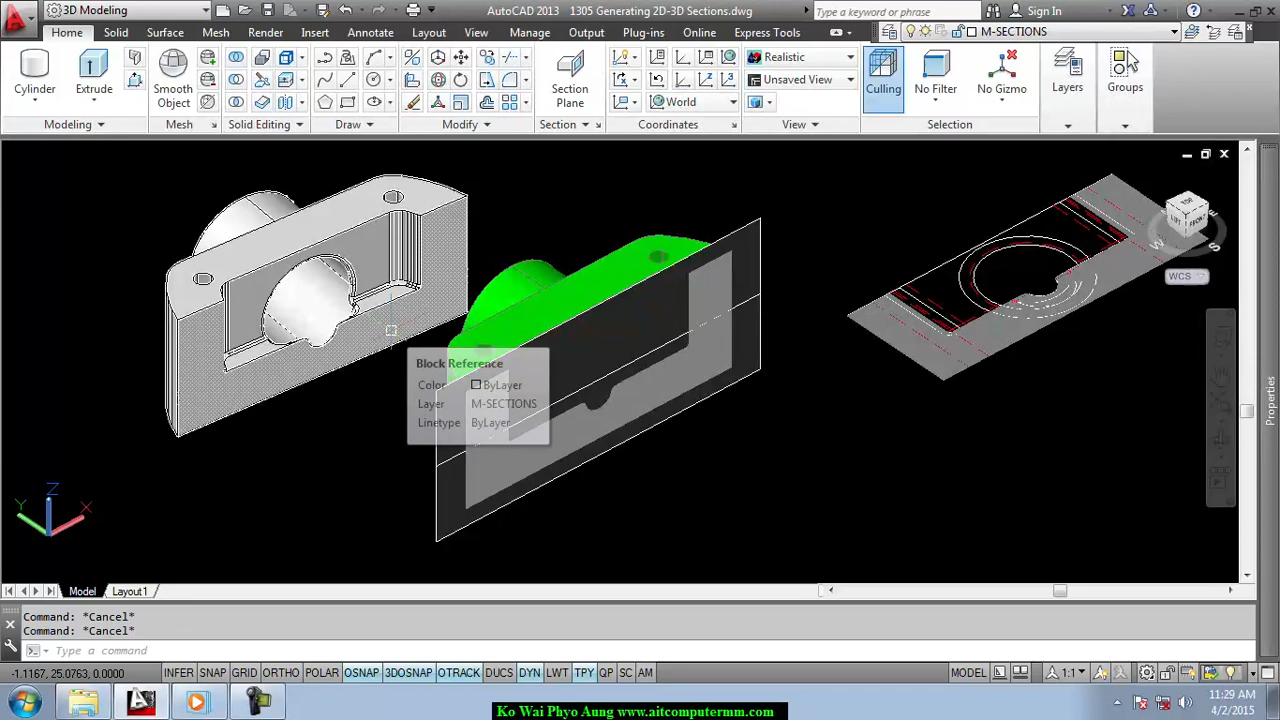 3D Modeling
AutoCAD 2013 1305 Generating 2D-3D Sections.dwg
Type a keyword or phrase
Sign In
Home
Solid
Surface
Insert
Annotate
Layout
View
Manage
Output
Plug-ins
Online
Express Tools
M-SECTIONS
Realistic
Unsaved View
World
Cylinder
Extrude
Smooth
Object
Section
Plane
Culling
No Filter
No Gizmo
Layers
Groups
Modeling
Mesh
Solid Editing
Draw
Modify
Section
Coordinates
View
Selection
TOP
LEFT
FRONT
W
S
E
WCS
Block Reference
Color ByLayer
Layer M-SECTIONS
Linetype ByLayer
Properties
Z
Y
X
Model
Layout1
Command: *Cancel*
Command: *Cancel*
Type a command
-1.1167, 25.0763, 0.0000
INFER SNAP GRID ORTHO POLAR OSNAP 3DOSNAP OTRACK DUCS DYN LWT TPY QP SC AM
MODEL
1:1
11:29 AM
4/2/2015
Ko Wai Phyo Aung www.aitcomputermm.com